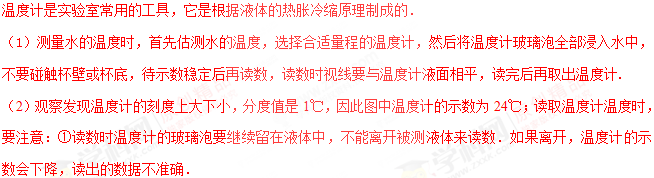 温度计是实验室常用的工具，它是根据液体的热胀冷缩原理制成的．
（1）测量水的温度时，首先估测水的温度，选择合适量程的温度计，然后将温度计玻璃泡全部浸入水中，
不要碰触杯壁或杯底，待示数稳定后再读数，读数时视线要与温度计液面相平，读完后再取出温度计．
（2）观察发现温度计的刻度上大下小，分度值是 1℃，因此图中温度计的示数为 24℃；读取温度计温度时，
要注意：①读数时温度计的玻璃泡要继续留在液体中，不能离开被测液体来读数．如果离开，温度计的示
数会下降，读出的数据不准确．